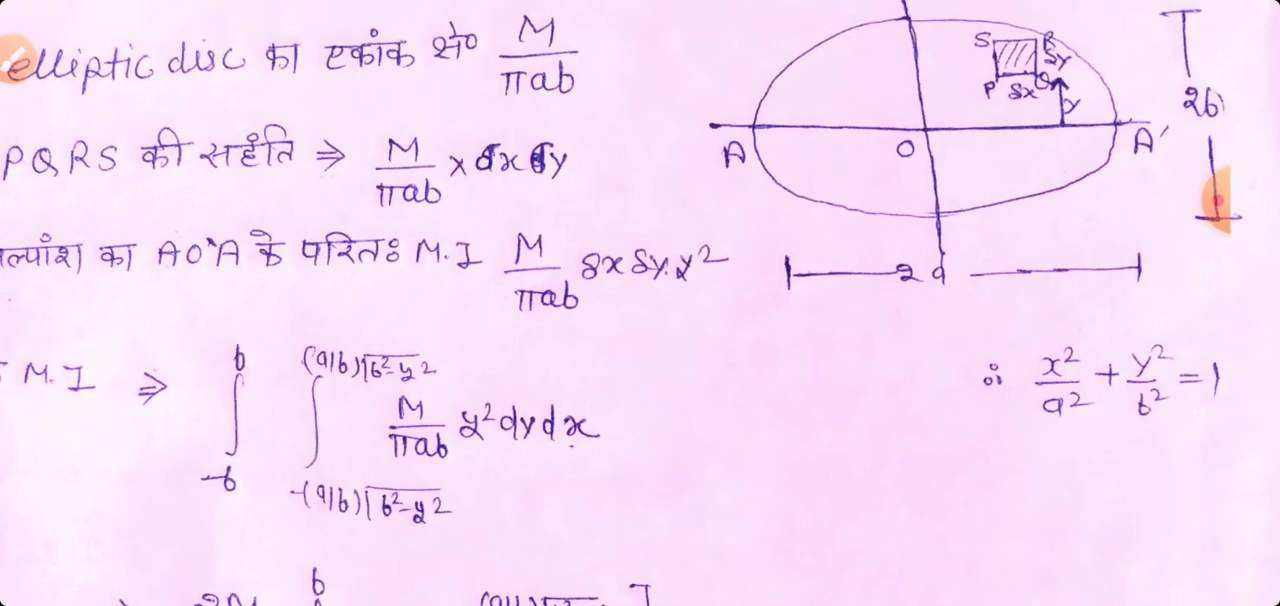 elliptic disc का एकांक सं० M/πab
PQRS की सहंति ⇒ M/πab × δx δy
ल्पांश का AO'A के परितः M.I M/πab δx δy. y²
M.I ⇒ ∫_{-b}^{b} ∫_{-(a/b)√b²-y²}^{(a/b)√b²-y²} M/πab y² dy dx
∴ x²/a² + y²/b² = 1
S R
δy
P δx Q
y
A O A′
2b
2a
b